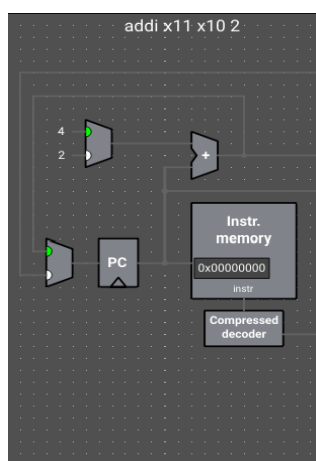 addi x11 x10 2
4
2
+
Instr.
memory
PC
0x00000000
instr
Compressed
decoder